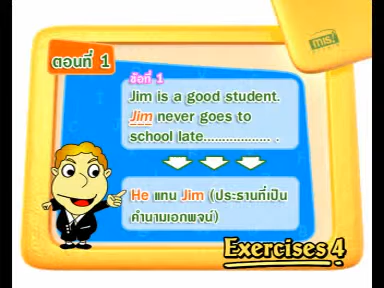 ตอนที่ 1
ข้อที่ 1
Jim is a good student.
Jim never goes to
school late.................. .
He แทน Jim (ประธานที่เป็น
คำนามเอกพจน์)
Exercises 4